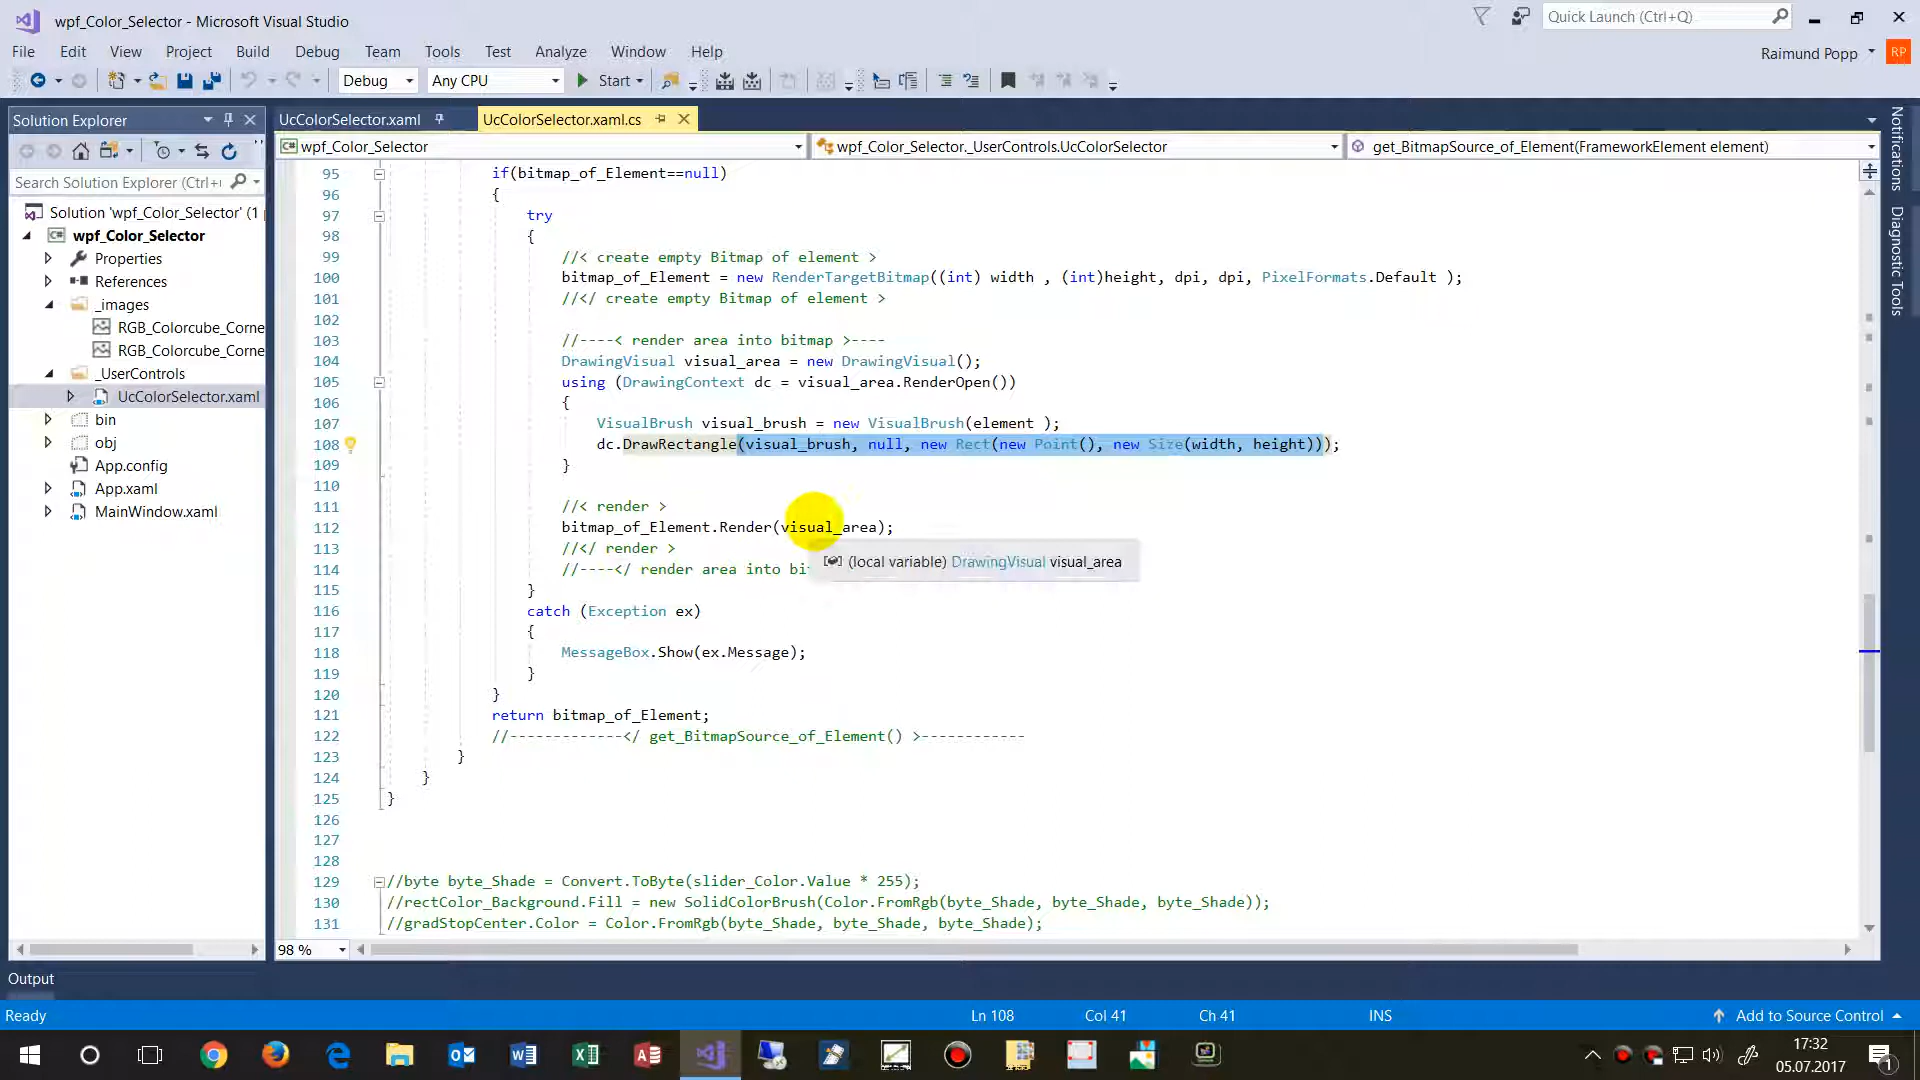 wpf_Color_Selector - Microsoft Visual Studio
Quick Launch (Ctrl+Q)
File Edit View Project Build Debug Team Tools Test Analyze Window Help
Raimund Popp
RP
Debug Any CPU Start
Solution Explorer
UcColorSelector.xaml
UcColorSelector.xaml.cs
wpf_Color_Selector
wpf_Color_Selector._UserControls.UcColorSelector
get_BitmapSource_of_Element(FrameworkElement element)
Notifications
Diagnostic Tools
Search Solution Explorer (Ctrl+
Solution 'wpf_Color_Selector' (1
wpf_Color_Selector
Properties
References
_images
RGB_Colorcube_Corne
RGB_Colorcube_Corne
_UserControls
UcColorSelector.xaml
bin
obj
App.config
App.xaml
MainWindow.xaml
95 if(bitmap_of_Element==null)
96 {
97 try
98 {
99 //< create empty Bitmap of element >
100 bitmap_of_Element = new RenderTargetBitmap((int) width , (int)height, dpi, dpi, PixelFormats.Default );
101 //</ create empty Bitmap of element >
102
103 //----< render area into bitmap >----
104 DrawingVisual visual_area = new DrawingVisual();
105 using (DrawingContext dc = visual_area.RenderOpen())
106 {
107 VisualBrush visual_brush = new VisualBrush(element );
108 dc.DrawRectangle(visual_brush, null, new Rect(new Point(), new Size(width, height)));
109 }
110
111 //< render >
112 bitmap_of_Element.Render(visual_area);
113 //</ render >
(local variable) DrawingVisual visual_area
114 //----</ render area into bi
115 }
116 catch (Exception ex)
117 {
118 MessageBox.Show(ex.Message);
119 }
120 }
121 return bitmap_of_Element;
122 //-------------</ get_BitmapSource_of_Element() >------------
123 }
124 }
125 }
126
127
128
129 //byte byte_Shade = Convert.ToByte(slider_Color.Value * 255);
130 //rectColor_Background.Fill = new SolidColorBrush(Color.FromRgb(byte_Shade, byte_Shade, byte_Shade));
131 //gradStopCenter.Color = Color.FromRgb(byte_Shade, byte_Shade, byte_Shade);
98 %
Output
Ready
Ln 108 Col 41 Ch 41 INS
Add to Source Control
17:32
05.07.2017
1